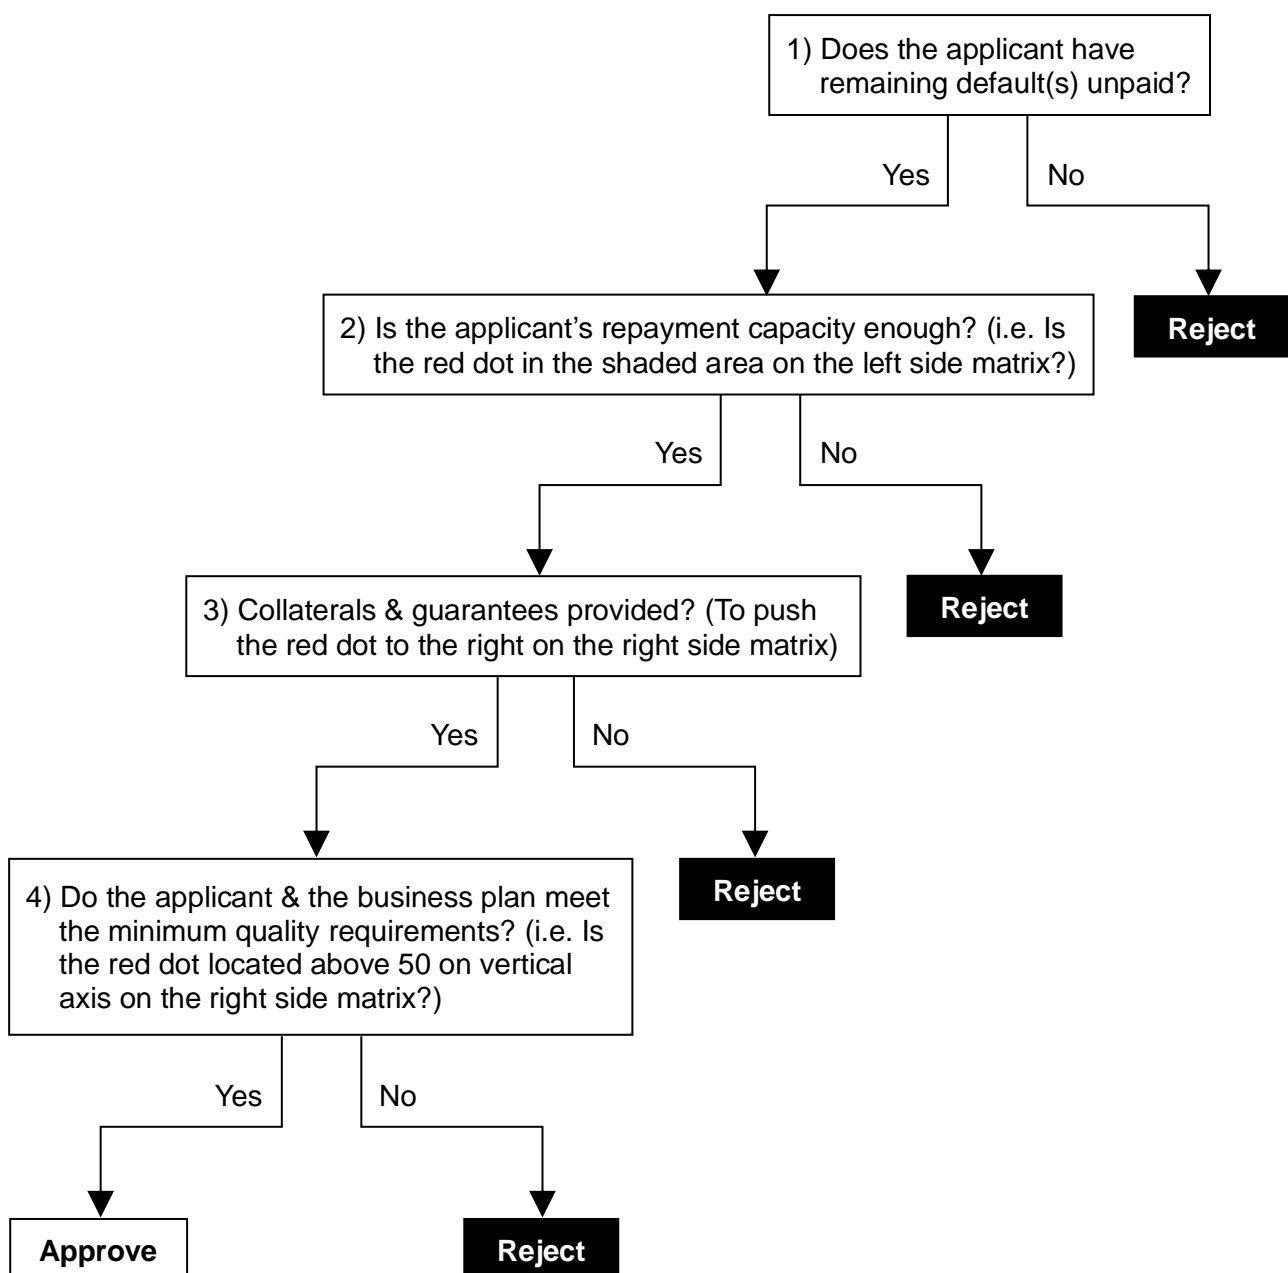 1) Does the applicant have
remaining default(s) unpaid?
Yes
No
2) Is the applicant’s repayment capacity enough? (i.e. Is
the red dot in the shaded area on the left side matrix?)
Reject
Yes
No
3) Collaterals & guarantees provided? (To push
the red dot to the right on the right side matrix)
Reject
Yes
No
4) Do the applicant & the business plan meet
the minimum quality requirements? (i.e. Is
the red dot located above 50 on vertical
axis on the right side matrix?)
Reject
Yes
No
Approve
Reject